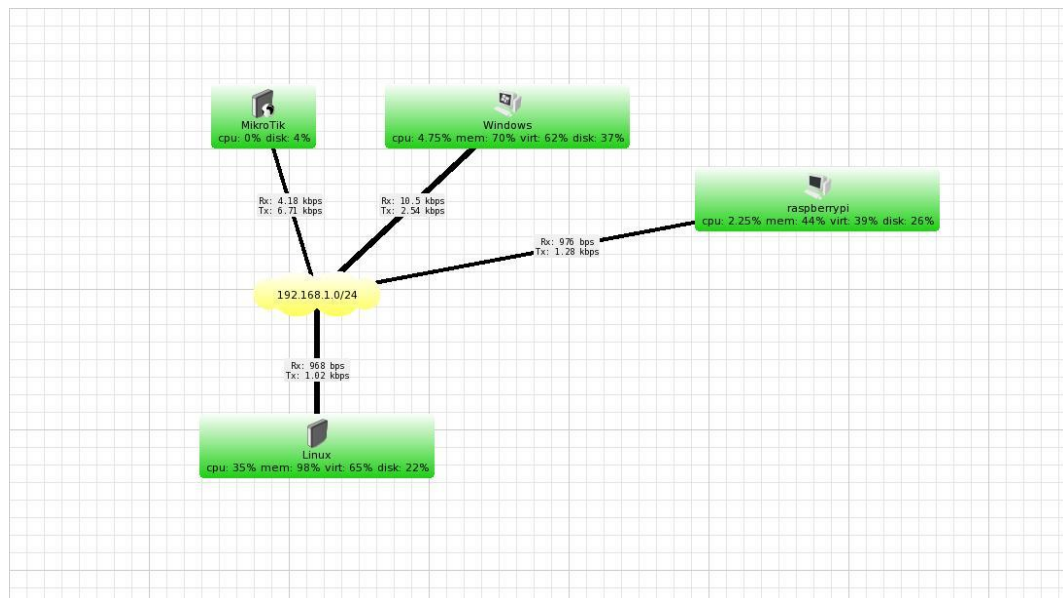 MikroTik
cpu: 0% disk: 4%
Windows
cpu: 4.75% mem: 70% virt: 62% disk: 37%
raspberrypi
cpu: 2.25% mem: 44% virt: 39% disk: 26%
Rx: 4.18 kbps
Tx: 6.71 kbps
Rx: 10.5 kbps
Tx: 2.54 kbps
Rx: 976 bps
Tx: 1.28 kbps
192.168.1.0/24
Rx: 968 bps
Tx: 1.02 kbps
Linux
cpu: 35% mem: 98% virt: 65% disk: 22%